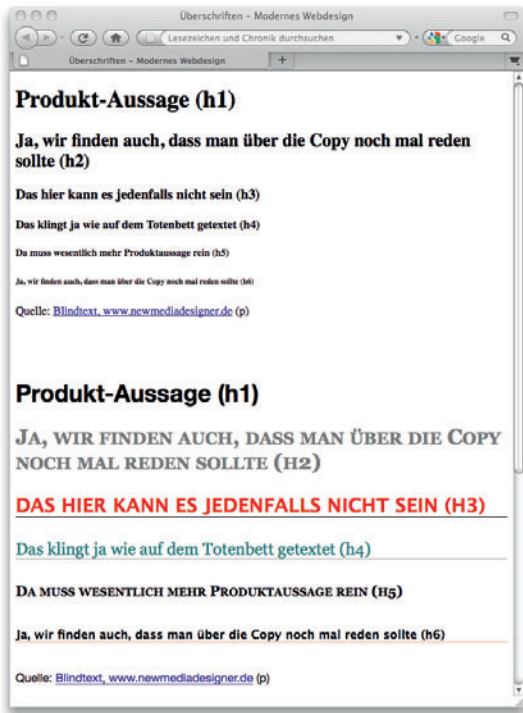 Überschriften – Modernes Webdesign
Lesezeichen und Chronik durchsuchen
Google
Überschriften – Modernes Webdesign
+
Produkt-Aussage (h1)
Ja, wir finden auch, dass man über die Copy noch mal reden
sollte (h2)
Das hier kann es jedenfalls nicht sein (h3)
Das klingt ja wie auf dem Totenbett getextet (h4)
Da muss wesentlich mehr Produktaussage rein (h5)
Ja, wir finden auch, dass man über die Copy noch mal reden sollte (h6)
Quelle: Blindtext, www.newmediadesigner.de (p)
Produkt-Aussage (h1)
Ja, wir finden auch, dass man über die Copy
noch mal reden sollte (h2)
DAS HIER KANN ES JEDENFALLS NICHT SEIN (H3)
Das klingt ja wie auf dem Totenbett getextet (h4)
Da muss wesentlich mehr Produktaussage rein (h5)
Ja, wir finden auch, dass man über die Copy noch mal reden sollte (h6)
Quelle: Blindtext, www.newmediadesigner.de (p)